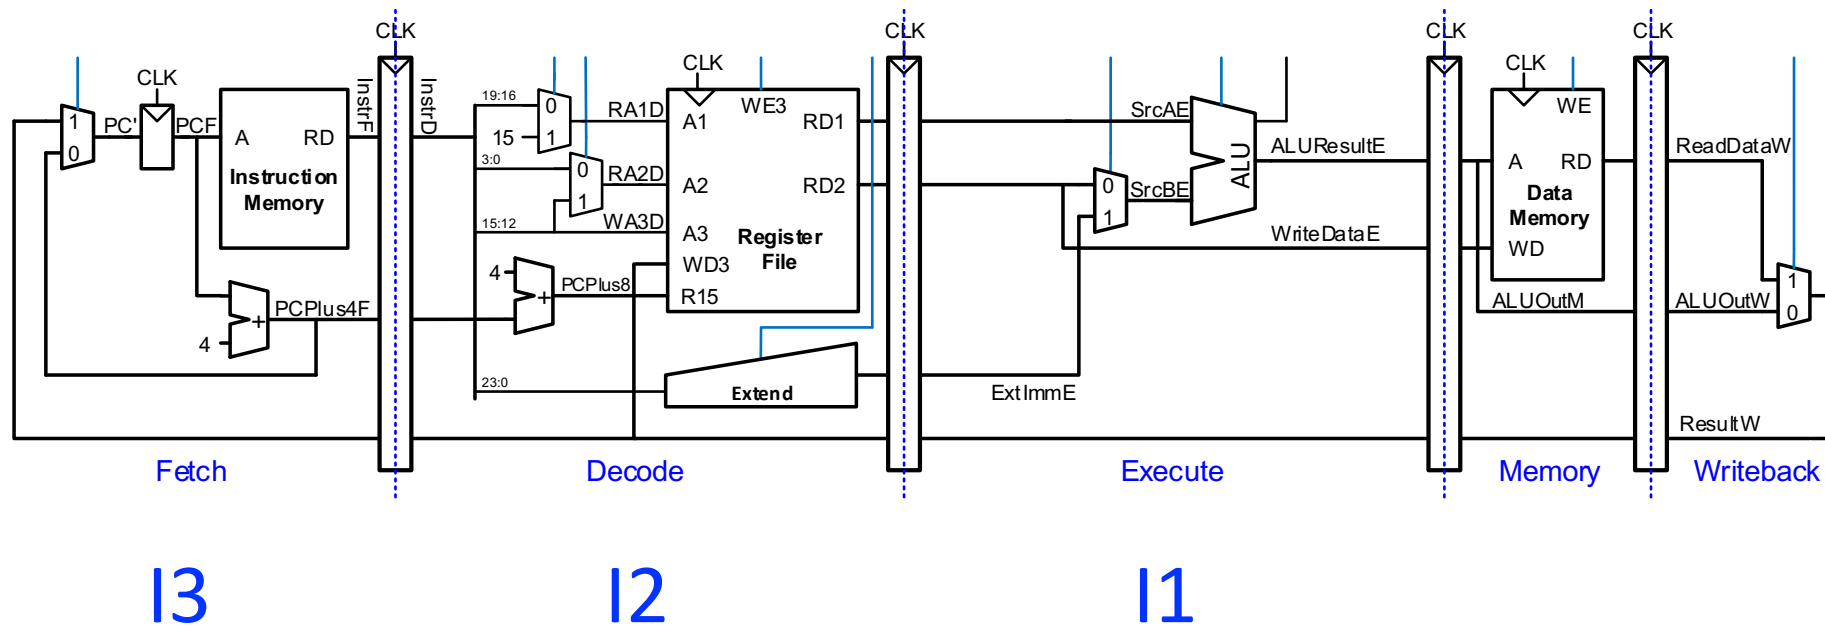 CLK CLK CLK CLK
CLK CLK CLK
InstrF InstrD
19:16 0 RA1D WE3 WE
1 PC' PCF A RD 15 1 A1 RD1 SrcAE ALU ALUResultE A RD ReadDataW
0 3:0 0 RA2D A2 RD2 0 SrcBE
Instruction Memory 1 1 Data Memory
15:12 WA3D A3 Register File WriteDataE WD
4 WD3
PCPlus4F + PCPlus8 R15 ALUOutM ALUOutW 1
4 + 0
23:0 Extend ExtImmE
ResultW
Fetch Decode Execute Memory Writeback
I3 I2 I1